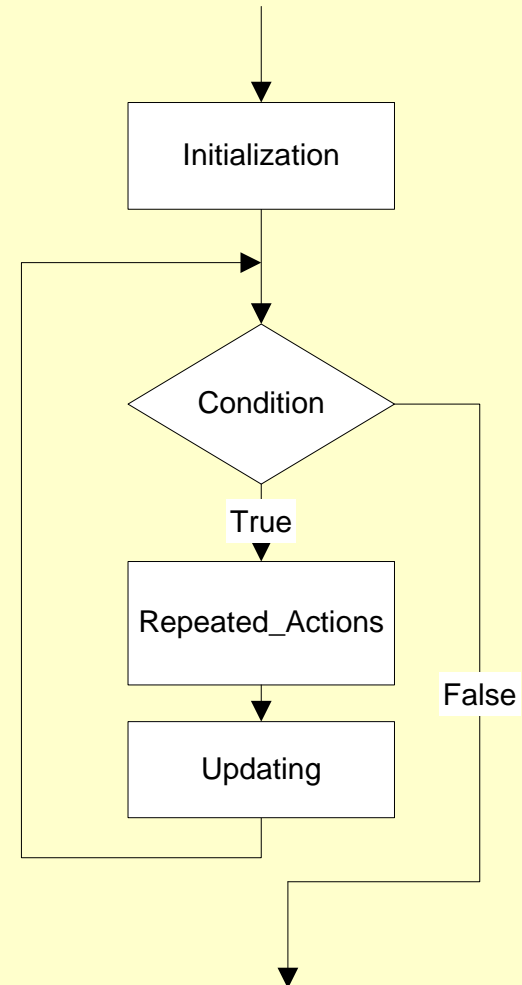 Initialization
Condition
True
Repeated_Actions
False
Updating